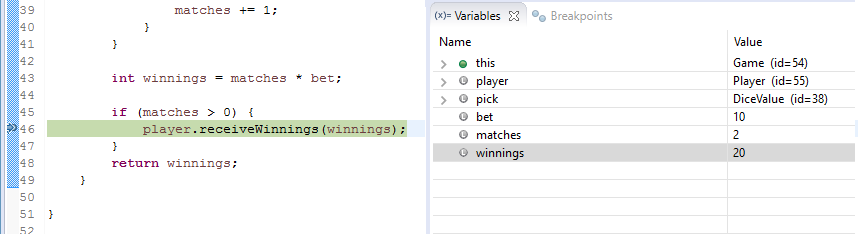 39 matches += 1;
40 }
41 }
42
43 int winnings = matches * bet;
44
45 if (matches > 0) {
46 player.receiveWinnings(winnings);
47 }
48 return winnings;
49 }
50
51 }
52
(x)= Variables Breakpoints
Name Value
this Game (id=54)
player Player (id=55)
pick DiceValue (id=38)
bet 10
matches 2
winnings 20